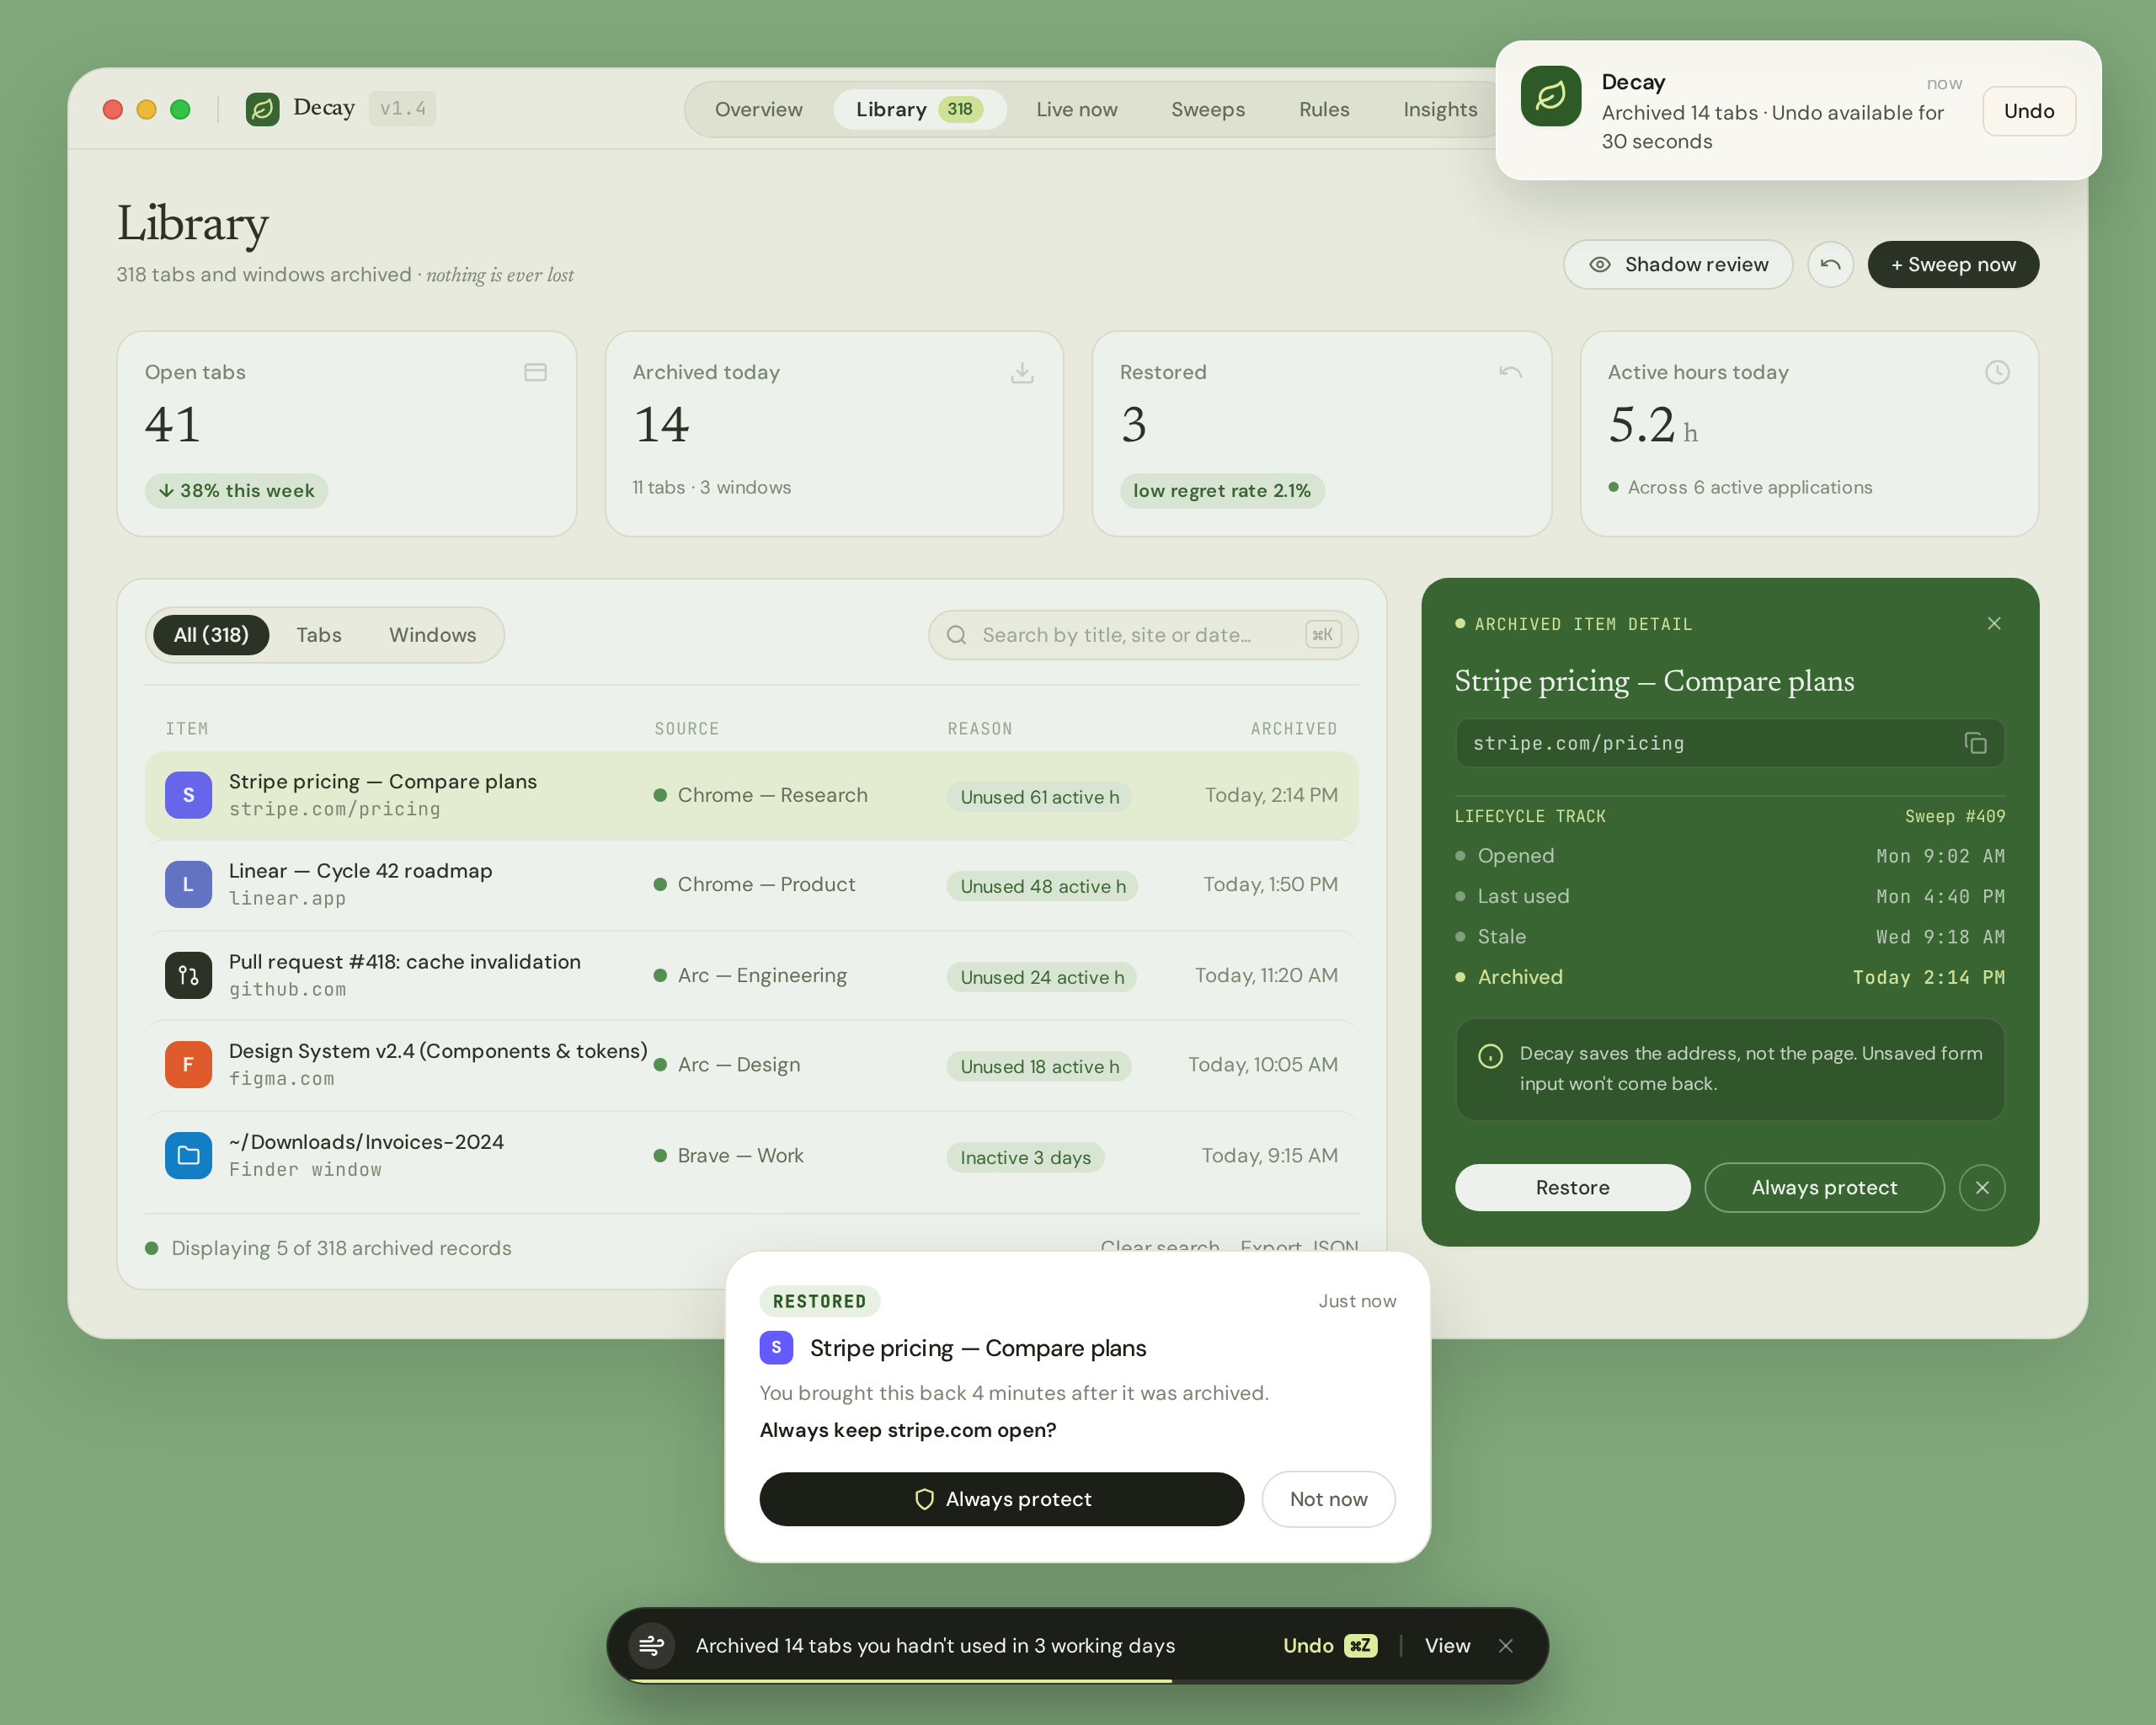 Decay v1.4
Overview
Library 318
Live now
Sweeps
Rules
Insights
Decay
now
Archived 14 tabs · Undo available for
30 seconds
Undo
Library
318 tabs and windows archived · nothing is ever lost
Shadow review
+ Sweep now
Open tabs
41
↓ 38% this week
Archived today
14
11 tabs · 3 windows
Restored
3
low regret rate 2.1%
Active hours today
5.2 h
Across 6 active applications
All (318)
Tabs
Windows
Search by title, site or date...
⌘K
ITEM
SOURCE
REASON
ARCHIVED
S
Stripe pricing — Compare plans
stripe.com/pricing
Chrome — Research
Unused 61 active h
Today, 2:14 PM
L
Linear — Cycle 42 roadmap
linear.app
Chrome — Product
Unused 48 active h
Today, 1:50 PM
Pull request #418: cache invalidation
github.com
Arc — Engineering
Unused 24 active h
Today, 11:20 AM
F
Design System v2.4 (Components & tokens)
figma.com
Arc — Design
Unused 18 active h
Today, 10:05 AM
~/Downloads/Invoices-2024
Finder window
Brave — Work
Inactive 3 days
Today, 9:15 AM
Displaying 5 of 318 archived records
Clear search
Export JSON
ARCHIVED ITEM DETAIL
Stripe pricing — Compare plans
stripe.com/pricing
LIFECYCLE TRACK
Sweep #409
Opened
Mon 9:02 AM
Last used
Mon 4:40 PM
Stale
Wed 9:18 AM
Archived
Today 2:14 PM
Decay saves the address, not the page. Unsaved form
input won't come back.
Restore
Always protect
RESTORED
Just now
S
Stripe pricing — Compare plans
You brought this back 4 minutes after it was archived.
Always keep stripe.com open?
Always protect
Not now
Archived 14 tabs you hadn't used in 3 working days
Undo ⌘Z
View